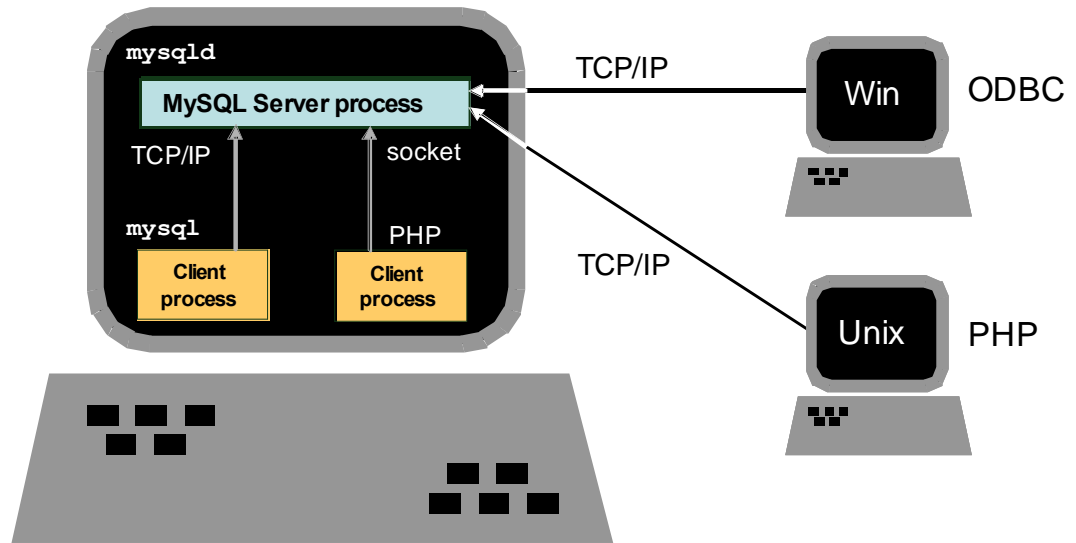 mysqld
MySQL Server process
TCP/IP
socket
mysql
PHP
Client
process
Client
process
TCP/IP
Win
ODBC
TCP/IP
Unix
PHP